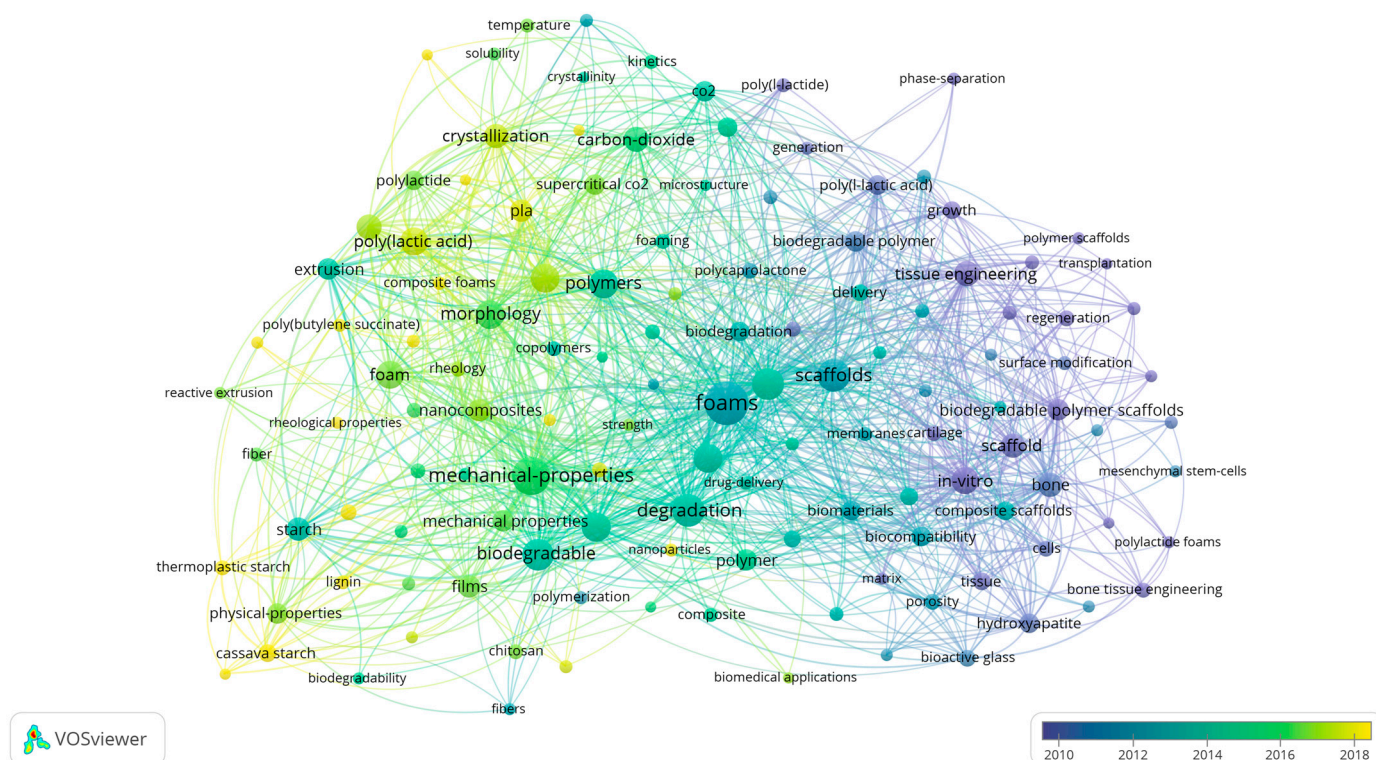 temperature
solubility
kinetics
crystallinity
co2
poly(l-lactide)
phase-separation
crystallization
carbon-dioxide
generation
polylactide
supercritical co2
microstructure
poly(l-lactic acid)
pla
growth
poly(lactic acid)
foaming
biodegradable polymer
polymer scaffolds
extrusion
composite foams
polymers
polycaprolactone
tissue engineering
transplantation
delivery
morphology
poly(butylene succinate)
biodegradation
regeneration
copolymers
foam
rheology
scaffolds
surface modification
reactive extrusion
foams
nanocomposites
biodegradable polymer scaffolds
rheological properties
strength
membranes
cartilage
fiber
scaffold
mechanical-properties
drug-delivery
in-vitro
bone
mesenchymal stem-cells
degradation
biomaterials
composite scaffolds
mechanical properties
starch
biodegradable
nanoparticles
polymer
biocompatibility
cells
polylactide foams
thermoplastic starch
lignin
films
polymerization
matrix
tissue
bone tissue engineering
physical-properties
composite
porosity
hydroxyapatite
cassava starch
chitosan
bioactive glass
biodegradability
biomedical applications
fibers
VOSviewer
2010 2012 2014 2016 2018